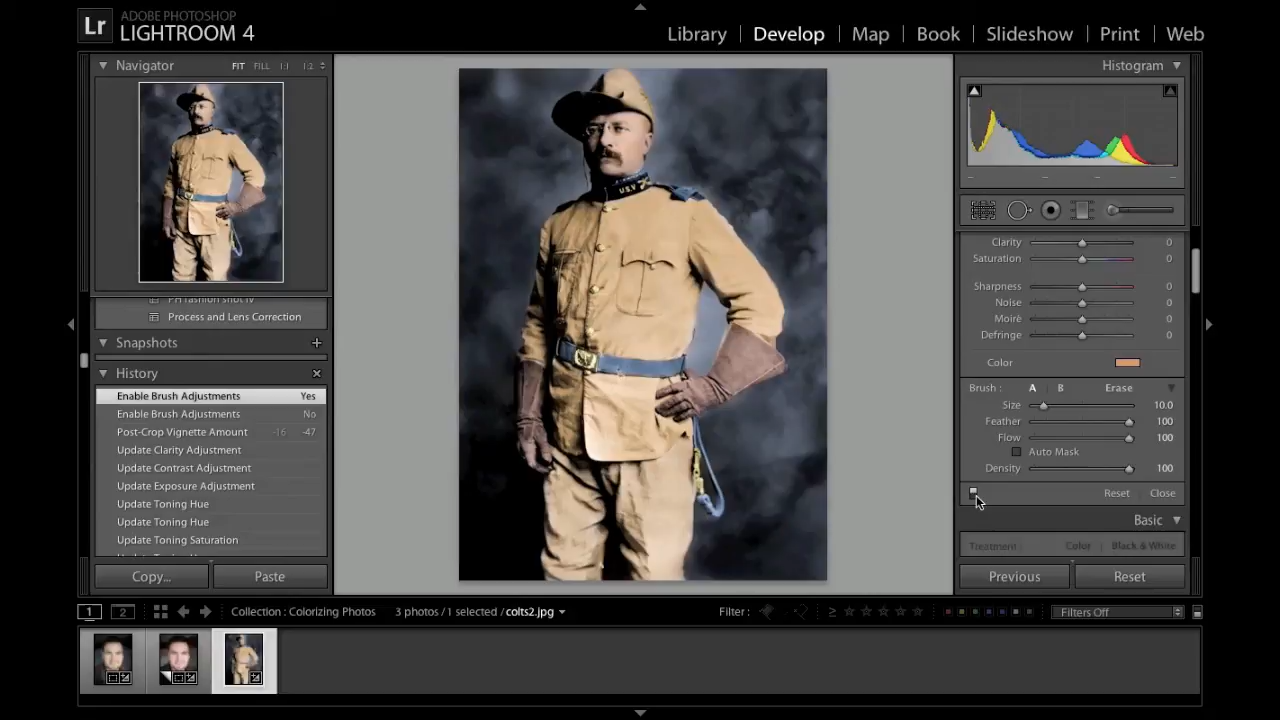 Lr
ADOBE PHOTOSHOP
LIGHTROOM 4
Library | Develop | Map | Book | Slideshow | Print | Web
Navigator FIT FILL 1:1 1:2
PH fashion shot IV
Process and Lens Correction
Snapshots +
History ×
Enable Brush Adjustments Yes
Enable Brush Adjustments No
Post-Crop Vignette Amount -16 -47
Update Clarity Adjustment
Update Contrast Adjustment
Update Exposure Adjustment
Update Toning Hue
Update Toning Hue
Update Toning Saturation
Copy... Paste
U S V
Histogram
Clarity 0
Saturation 0
Sharpness 0
Noise 0
Moiré 0
Defringe 0
Color
Brush : A B Erase
Size 10.0
Feather 100
Flow 100
Auto Mask
Density 100
Reset Close
Basic
Treatment : Color | Black & White
Previous Reset
1 2 Collection : Colorizing Photos 3 photos / 1 selected / colts2.jpg Filter : Filters Off